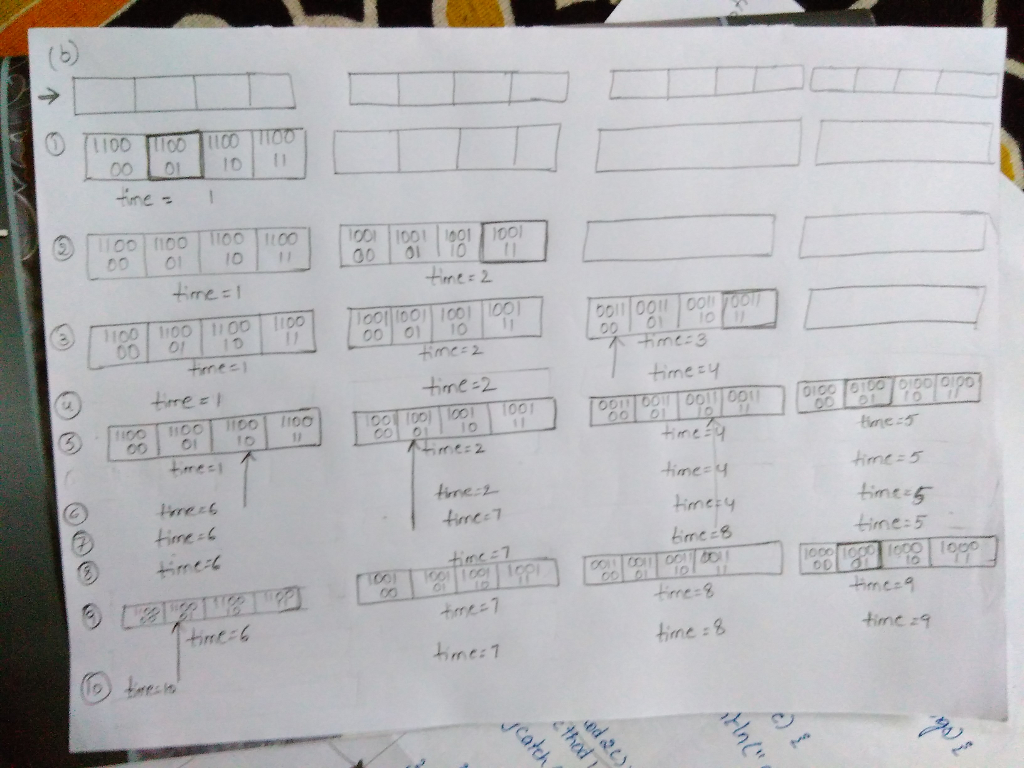 (b)
→
① 1100 00 1100 01 1100 10 1100 11
time = 1
② 1100 00 1100 01 1100 10 1100 11 1001 00 1001 01 1001 10 1001 11
time=1 time=2
③ 1100 00 1100 01 1100 10 1100 11 1001 00 1001 01 1001 10 1001 11 0011 00 0011 01 0011 10 0011 11
time=1 time=2 time=3
④ time=1 time=2 time=4
⑤ 1100 00 1100 01 1100 10 1100 11 1001 00 1001 01 1001 10 1001 11 0011 00 0011 01 0011 10 0011 11 0100 00 0100 01 0100 10 0100 11
time=1 time=2 time=4 time=5
⑥ time=6 time=2 time=4 time=5
⑦ time=6 time=7 time=4 time=5
⑧ time=6 time=7 time=8 time=5
⑨ 1100 01 1100 10 1001 00 1001 01 1001 10 1001 11 0011 00 0011 01 0011 10 0011 11 1000 00 1000 01 1000 10 1000 11
time=6 time=7 time=8 time=9
⑩ time=10 time=7 time=8 time=9